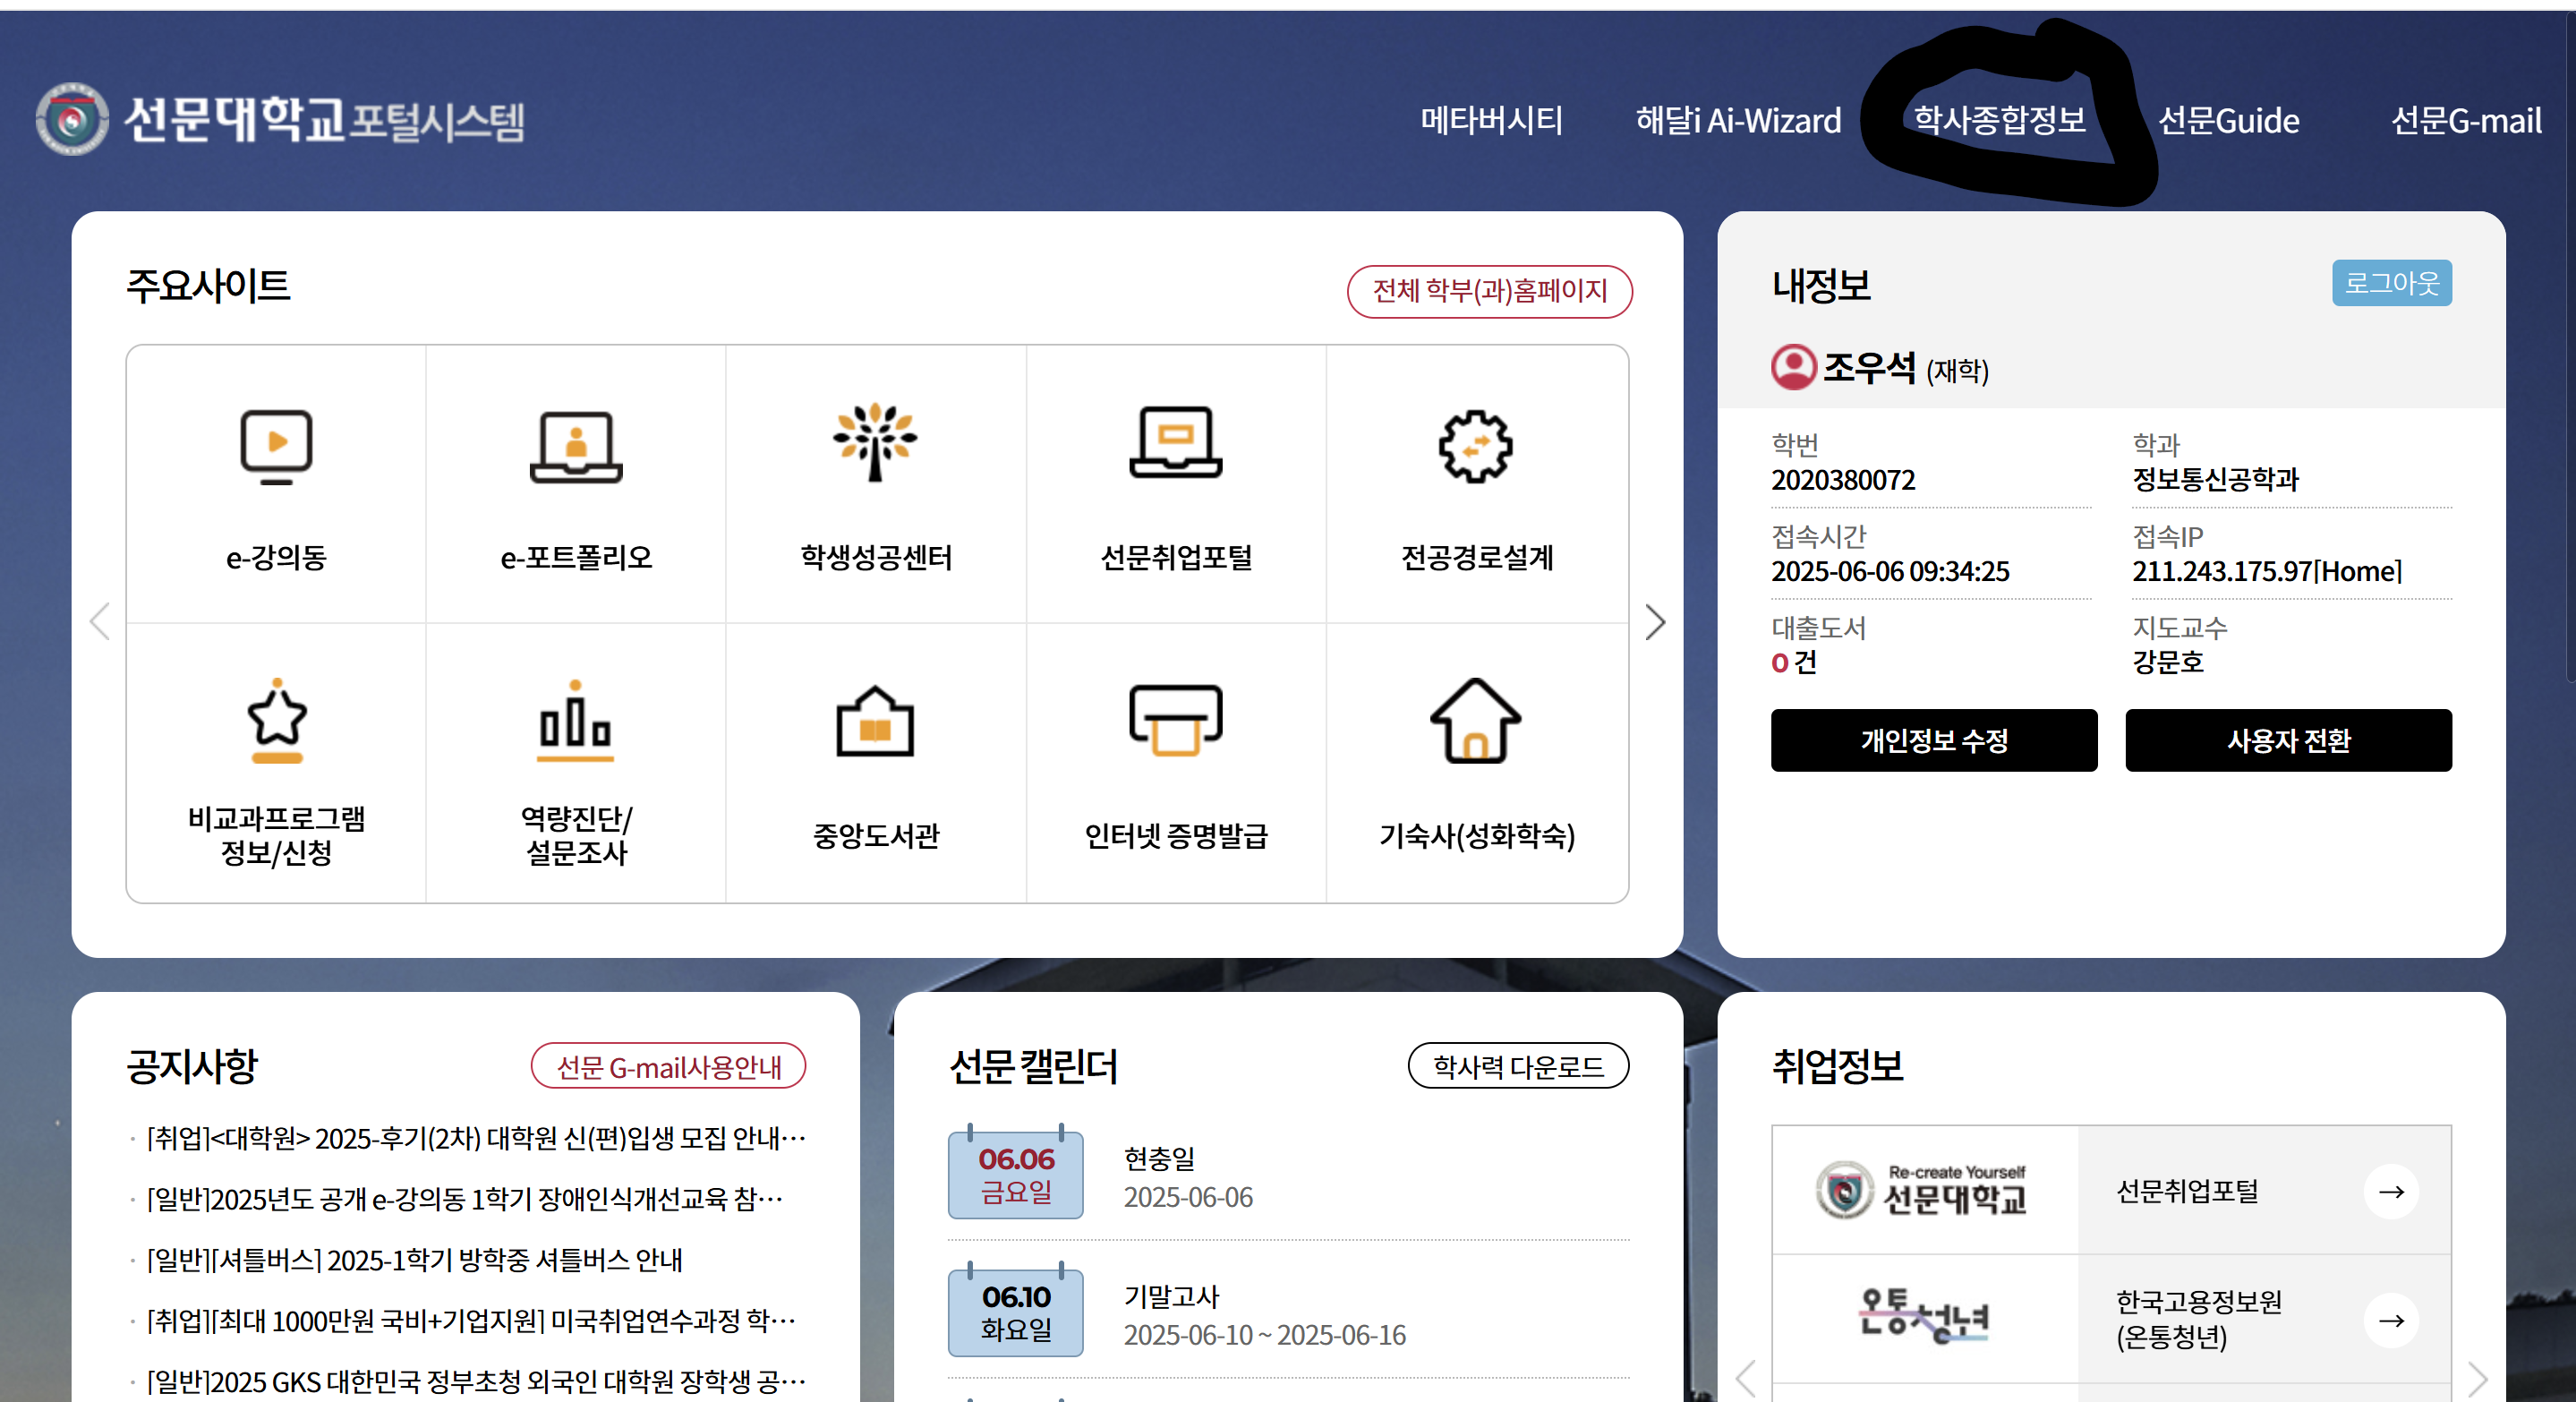 선문대학교포털시스템
메타버시티 해달i Ai-Wizard 학사종합정보 선문Guide 선문G-mail
주요사이트
전체 학부(과)홈페이지
e-강의동
e-포트폴리오
학생성공센터
선문취업포털
전공경로설계
비교과프로그램
정보/신청
역량진단/
설문조사
중앙도서관
인터넷 증명발급
기숙사(성화학숙)
내정보
로그아웃
조우석 (재학)
학번
2020380072
학과
정보통신공학과
접속시간
2025-06-06 09:34:25
접속IP
211.243.175.97[Home]
대출도서
0 건
지도교수
강문호
개인정보 수정
사용자 전환
공지사항
선문 G-mail사용안내
· [취업]<대학원> 2025-후기(2차) 대학원 신(편)입생 모집 안내…
· [일반]2025년도 공개 e-강의동 1학기 장애인식개선교육 참…
· [일반][셔틀버스] 2025-1학기 방학중 셔틀버스 안내
· [취업][최대 1000만원 국비+기업지원] 미국취업연수과정 학…
· [일반]2025 GKS 대한민국 정부초청 외국인 대학원 장학생 공…
선문 캘린더
학사력 다운로드
06.06
금요일
현충일
2025-06-06
06.10
화요일
기말고사
2025-06-10 ~ 2025-06-16
취업정보
Re-create Yourself
선문대학교
선문취업포털
온통청년
한국고용정보원
(온통청년)